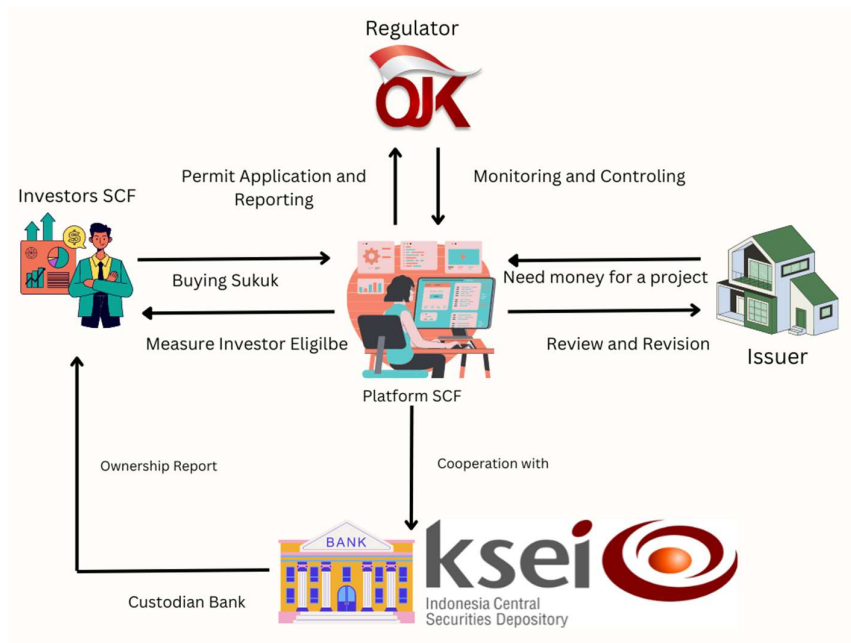 Regulator
OJK
Permit Application and
Reporting
Monitoring and Controling
Investors SCF
Buying Sukuk
Need money for a project
Measure Investor Eligilbe
Review and Revision
Issuer
Platform SCF
Ownership Report
Cooperation with
BANK
ksei
Indonesia Central
Securities Depository
Custodian Bank